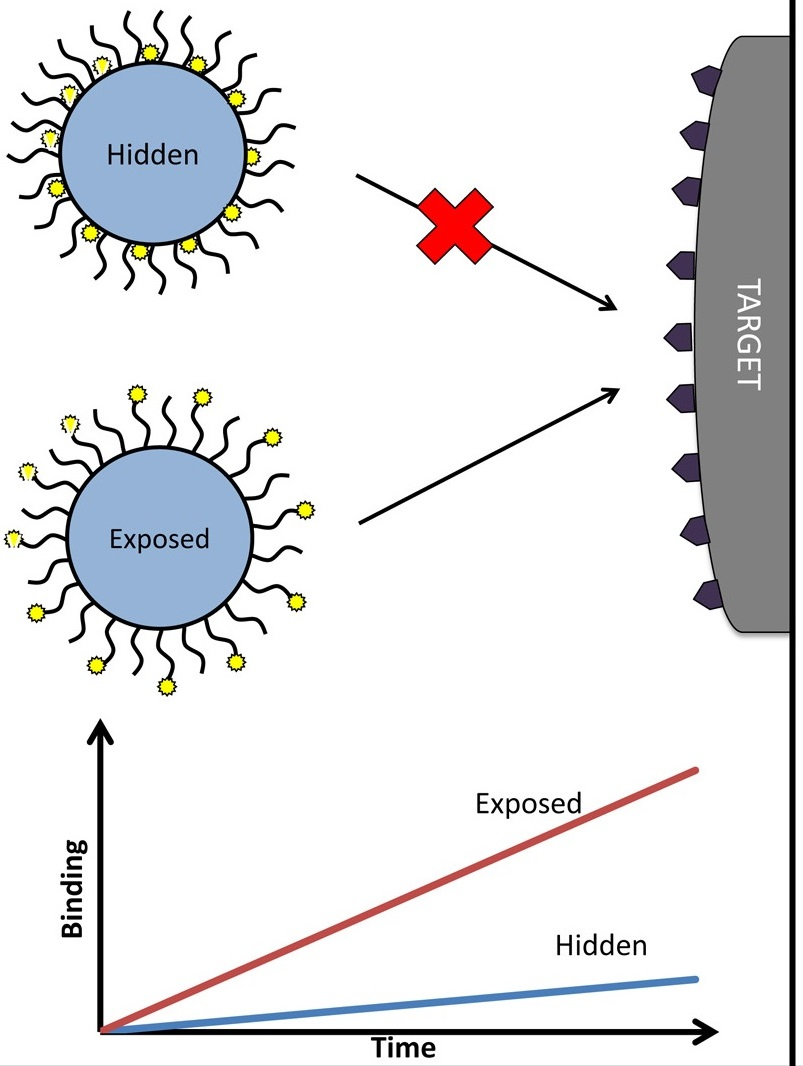 Hidden
TARGET
Exposed
Exposed
Binding
Hidden
Time